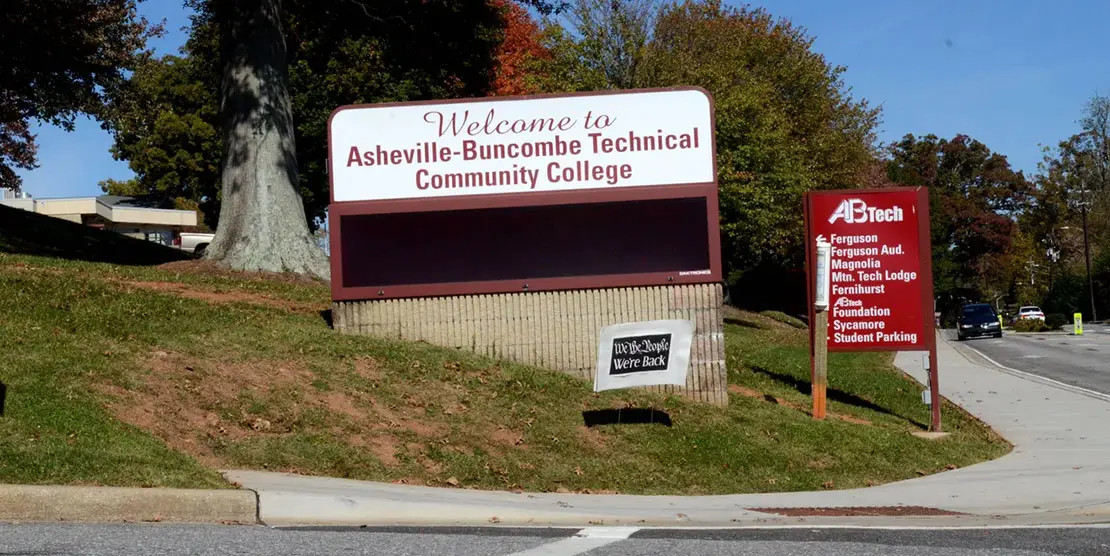 Welcome to
Asheville-Buncombe Technical
Community College
DAKTRONICS
We The People
We're Back
AB Tech
Ferguson
Ferguson Aud.
Magnolia
Mtn. Tech Lodge
Fernihurst
AB Tech
Foundation
Sycamore
Student Parking